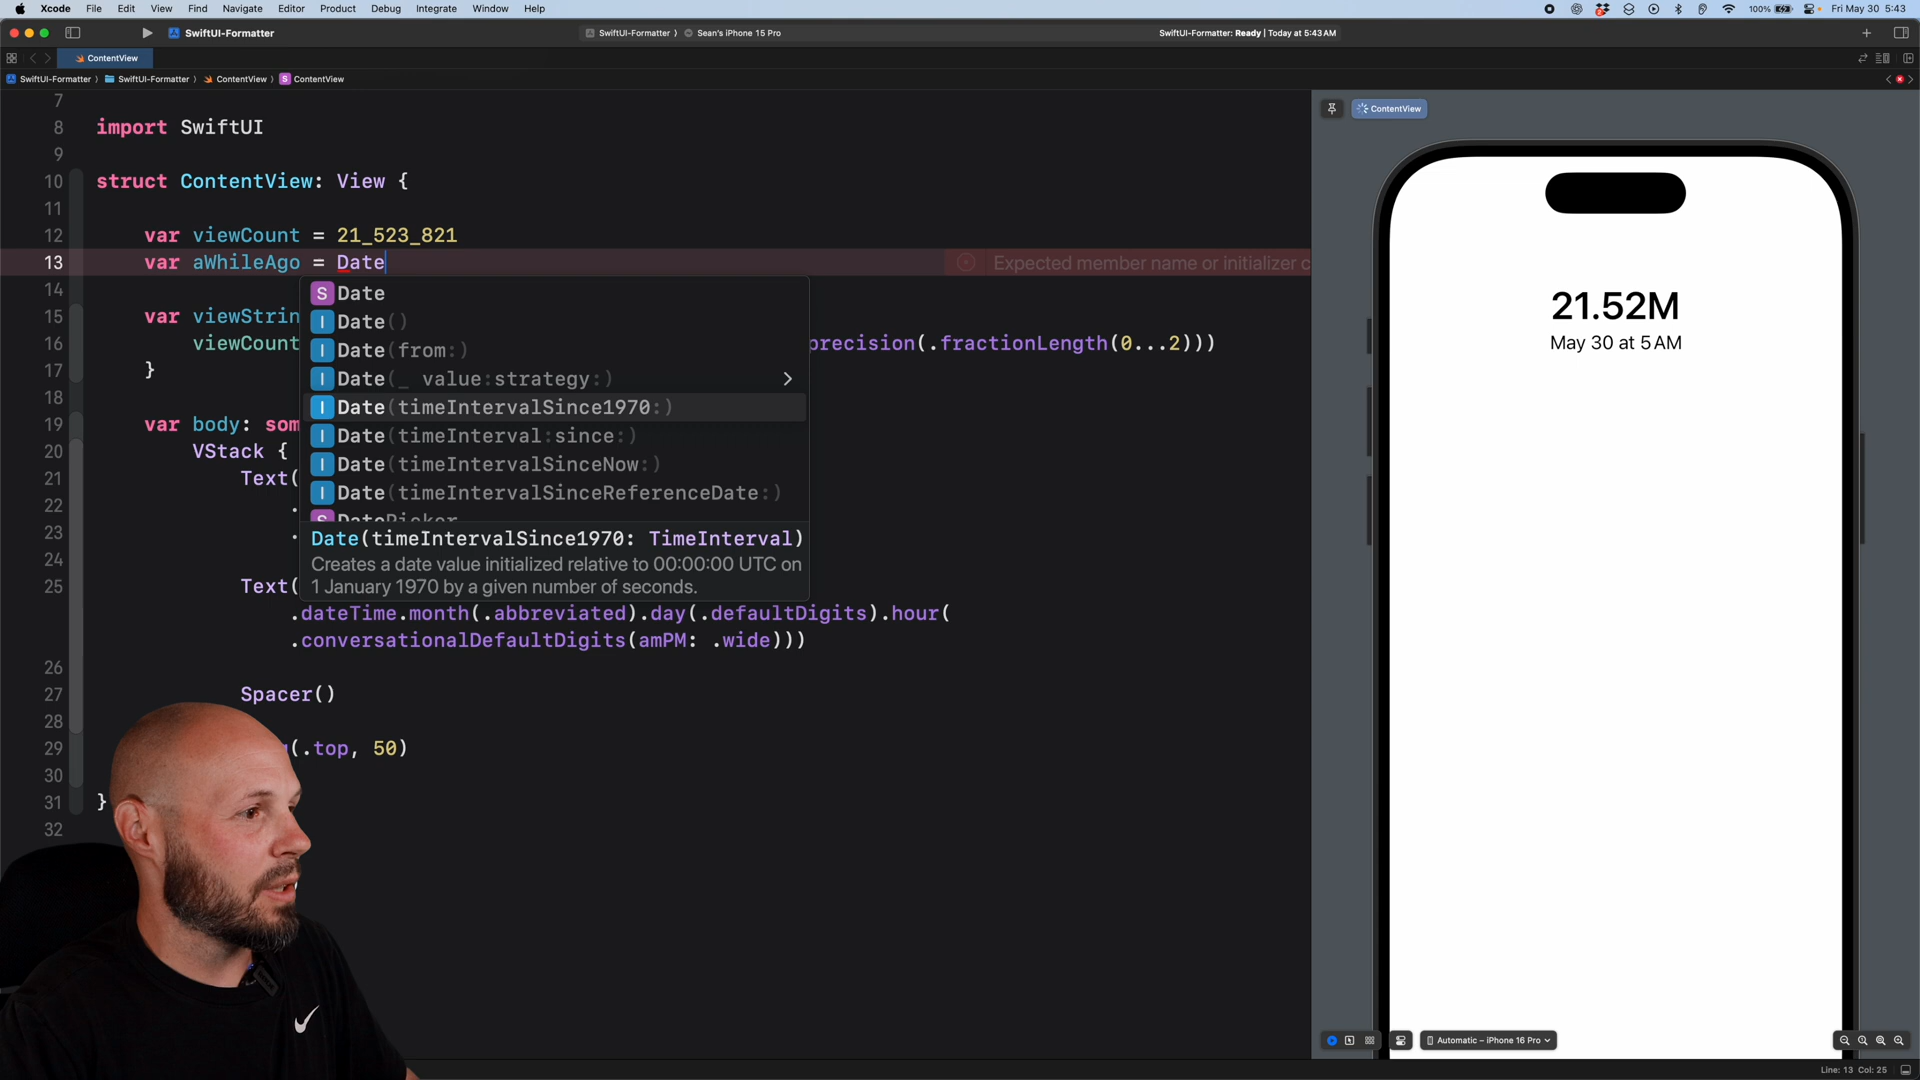 Xcode File Edit View Find Navigate Editor Product Debug Integrate Window Help 100% Fri May 30 5:43
SwiftUI-Formatter SwiftUI-Formatter Sean's iPhone 15 Pro SwiftUI-Formatter: Ready | Today at 5:43 AM
ContentView
SwiftUI-Formatter SwiftUI-Formatter ContentView S ContentView
7
8 import SwiftUI
9
10 struct ContentView: View {
11
12 var viewCount = 21_523_821
13 var aWhileAgo = Date Expected member name or initializer c
14
15 var viewStrin
16 viewCount precision(.fractionLength(0...2)))
17 }
18
19 var body: som
20 VStack {
21 Text(
22 .
23 .
24
25 Text(
.dateTime.month(.abbreviated).day(.defaultDigits).hour(
.conversationalDefaultDigits(amPM: .wide)))
26
27 Spacer()
28
29 (.top, 50)
30
31 }
32
S Date
I Date()
I Date(from:)
I Date(_ value:strategy:)
I Date(timeIntervalSince1970:)
I Date(timeInterval:since:)
I Date(timeIntervalSinceNow:)
I Date(timeIntervalSinceReferenceDate:)
S DatePicker
Date(timeIntervalSince1970: TimeInterval)
Creates a date value initialized relative to 00:00:00 UTC on
1 January 1970 by a given number of seconds.
ContentView
21.52M
May 30 at 5 AM
Automatic – iPhone 16 Pro
Line: 13 Col: 25